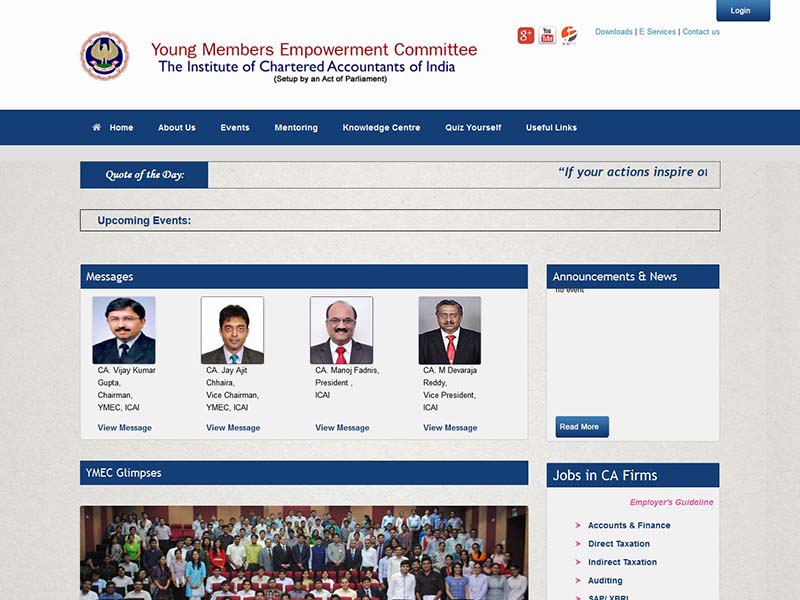 Login
Downloads | E Services | Contact us
Young Members Empowerment Committee
The Institute of Chartered Accountants of India
(Setup by an Act of Parliament)
Home About Us Events Mentoring Knowledge Centre Quiz Yourself Useful Links
Quote of the Day: "If your actions inspire ot
Upcoming Events:
Messages
CA. Vijay Kumar
Gupta,
Chairman,
YMEC, ICAI
View Message
CA. Jay Ajit
Chhaira,
Vice Chairman,
YMEC, ICAI
View Message
CA. Manoj Fadnis,
President ,
ICAI
View Message
CA. M Devaraja
Reddy,
Vice President,
ICAI
View Message
Announcements & News
no event
Read More
YMEC Glimpses
Jobs in CA Firms
Employer's Guideline
Accounts & Finance
Direct Taxation
Indirect Taxation
Auditing
SAP/ XBRL